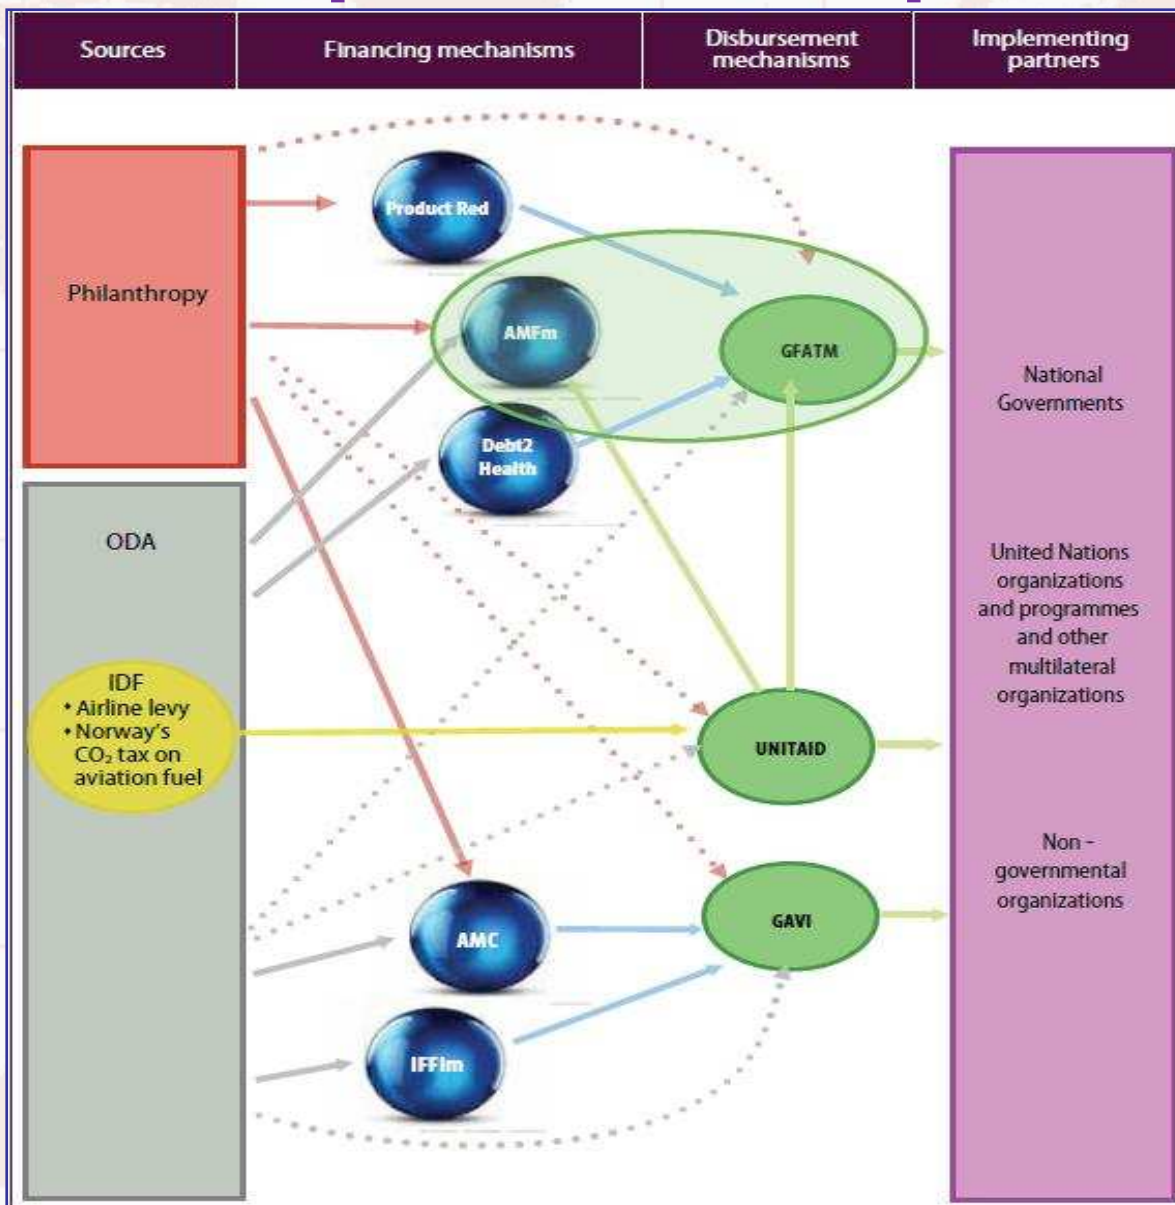 Sources
Financing mechanisms
Disbursement
mechanisms
Implementing
partners
Philanthropy
Product Red
AMFm
GFATM
Debt2
Health
National
Governments
ODA
United Nations
organizations
and programmes
and other
multilateral
organizations
IDF
• Airline levy
• Norway's
CO₂ tax on
aviation fuel
UNITAID
Non -
governmental
organizations
AMC
GAVI
IFFIm